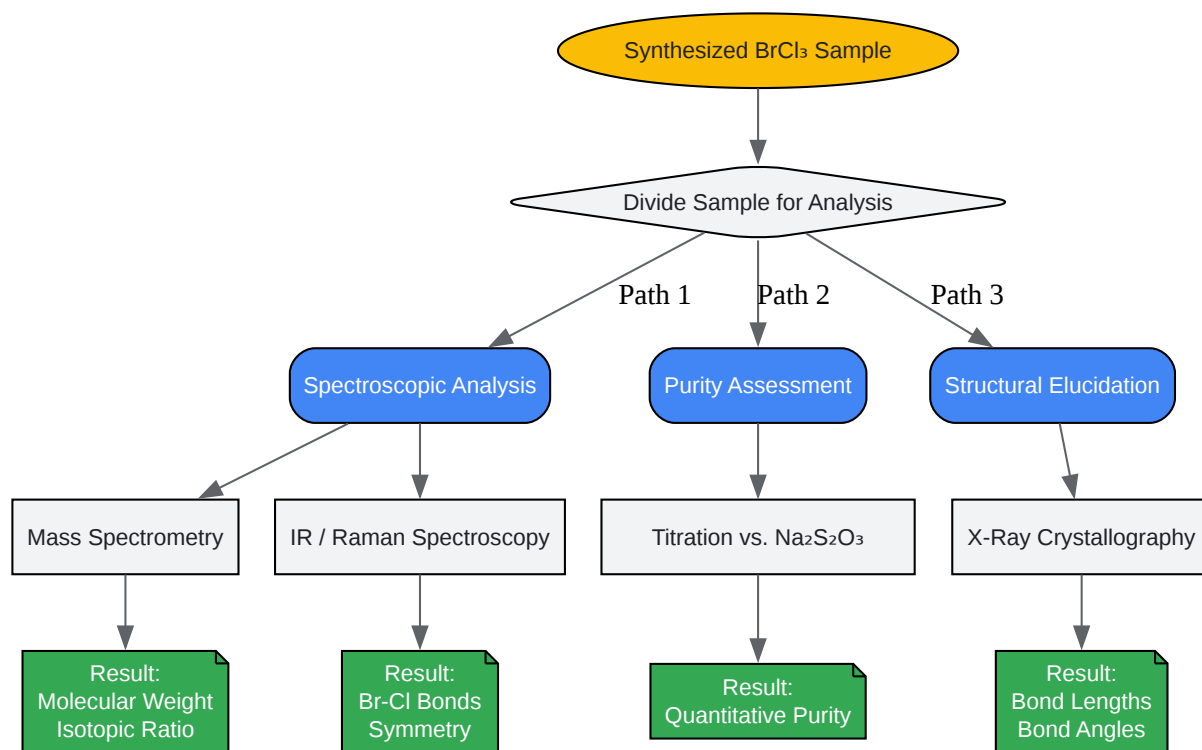 Synthesized BrCl₃ Sample
Divide Sample for Analysis
Path 1
Path 2
Path 3
Spectroscopic Analysis
Purity Assessment
Structural Elucidation
Mass Spectrometry
IR / Raman Spectroscopy
Titration vs. Na₂S₂O₃
X-Ray Crystallography
Result:
Molecular Weight
Isotopic Ratio
Result:
Br-Cl Bonds
Symmetry
Result:
Quantitative Purity
Result:
Bond Lengths
Bond Angles